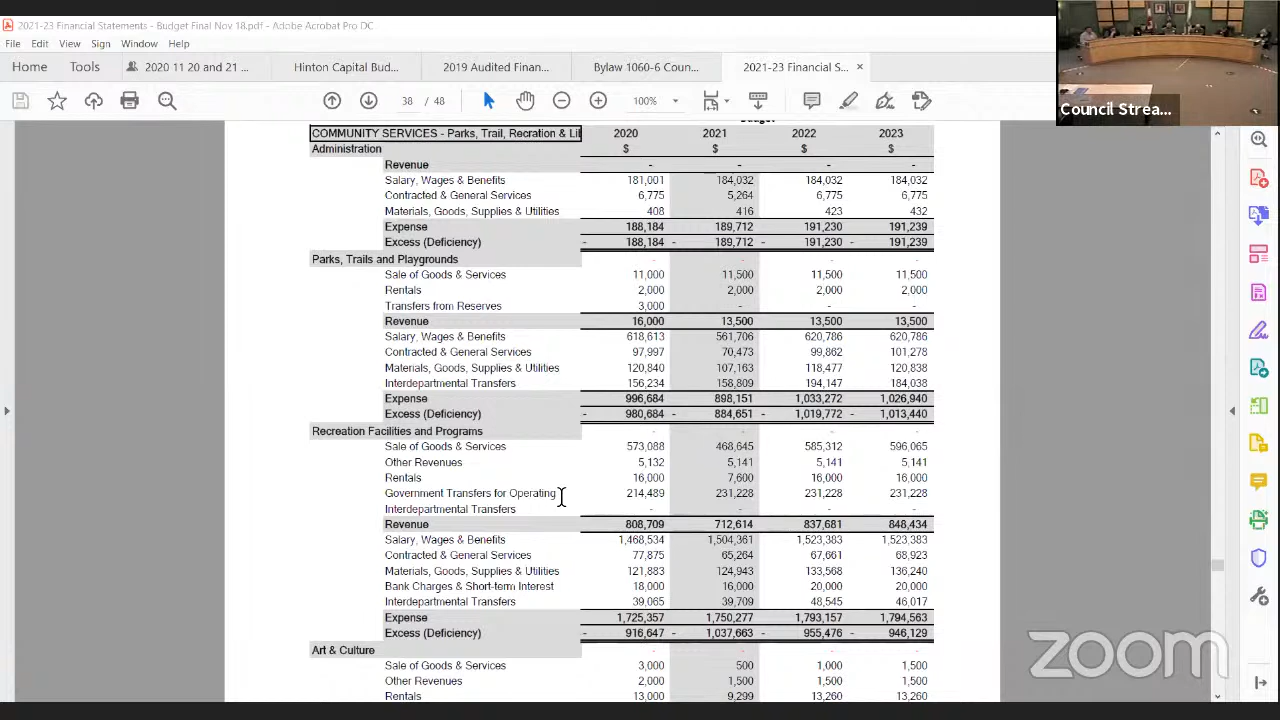 2021-23 Financial Statements - Budget Final Nov 18.pdf - Adobe Acrobat Pro DC
File Edit View Sign Window Help
Home Tools 2020 11 20 and 21 ... Hinton Capital Bud... 2019 Audited Finan... Bylaw 1060-6 Coun... 2021-23 Financial S... ×
38 / 48 100%
Council Strea...
Budget
COMMUNITY SERVICES - Parks, Trail, Recration & Li 2020 2021 2022 2023
Administration $ $ $ $
Revenue - - - -
Salary, Wages & Benefits 181,001 184,032 184,032 184,032
Contracted & General Services 6,775 5,264 6,775 6,775
Materials, Goods, Supplies & Utilities 408 416 423 432
Expense 188,184 189,712 191,230 191,239
Excess (Deficiency) - 188,184 - 189,712 - 191,230 - 191,239
Parks, Trails and Playgrounds - - - -
Sale of Goods & Services 11,000 11,500 11,500 11,500
Rentals 2,000 2,000 2,000 2,000
Transfers from Reserves 3,000 - - -
Revenue 16,000 13,500 13,500 13,500
Salary, Wages & Benefits 618,613 561,706 620,786 620,786
Contracted & General Services 97,997 70,473 99,862 101,278
Materials, Goods, Supplies & Utilities 120,840 107,163 118,477 120,838
Interdepartmental Transfers 156,234 158,809 194,147 184,038
Expense 996,684 898,151 1,033,272 1,026,940
Excess (Deficiency) - 980,684 - 884,651 - 1,019,772 - 1,013,440
Recreation Facilities and Programs - - - -
Sale of Goods & Services 573,088 468,645 585,312 596,065
Other Revenues 5,132 5,141 5,141 5,141
Rentals 16,000 7,600 16,000 16,000
Government Transfers for Operating 214,489 231,228 231,228 231,228
Interdepartmental Transfers - - - -
Revenue 808,709 712,614 837,681 848,434
Salary, Wages & Benefits 1,468,534 1,504,361 1,523,383 1,523,383
Contracted & General Services 77,875 65,264 67,661 68,923
Materials, Goods, Supplies & Utilities 121,883 124,943 133,568 136,240
Bank Charges & Short-term Interest 18,000 16,000 20,000 20,000
Interdepartmental Transfers 39,065 39,709 48,545 46,017
Expense 1,725,357 1,750,277 1,793,157 1,794,563
Excess (Deficiency) - 916,647 - 1,037,663 - 955,476 - 946,129
Art & Culture - - - -
Sale of Goods & Services 3,000 500 1,000 1,500
Other Revenues 2,000 1,500 1,500 1,500
Rentals 13,000 9,299 13,260 13,260
zoom